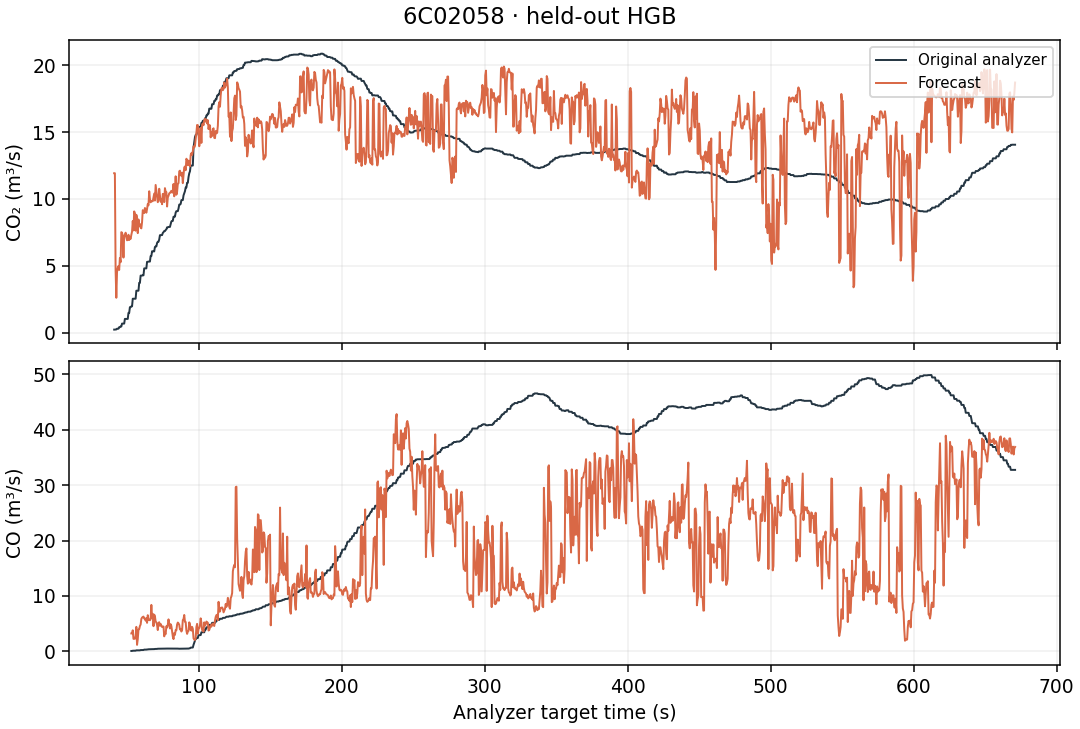 6C02058 · held-out HGB
CO₂ (m³/s)
20
15
10
5
0
Original analyzer
Forecast
CO (m³/s)
50
40
30
20
10
0
100 200 300 400 500 600 700
Analyzer target time (s)